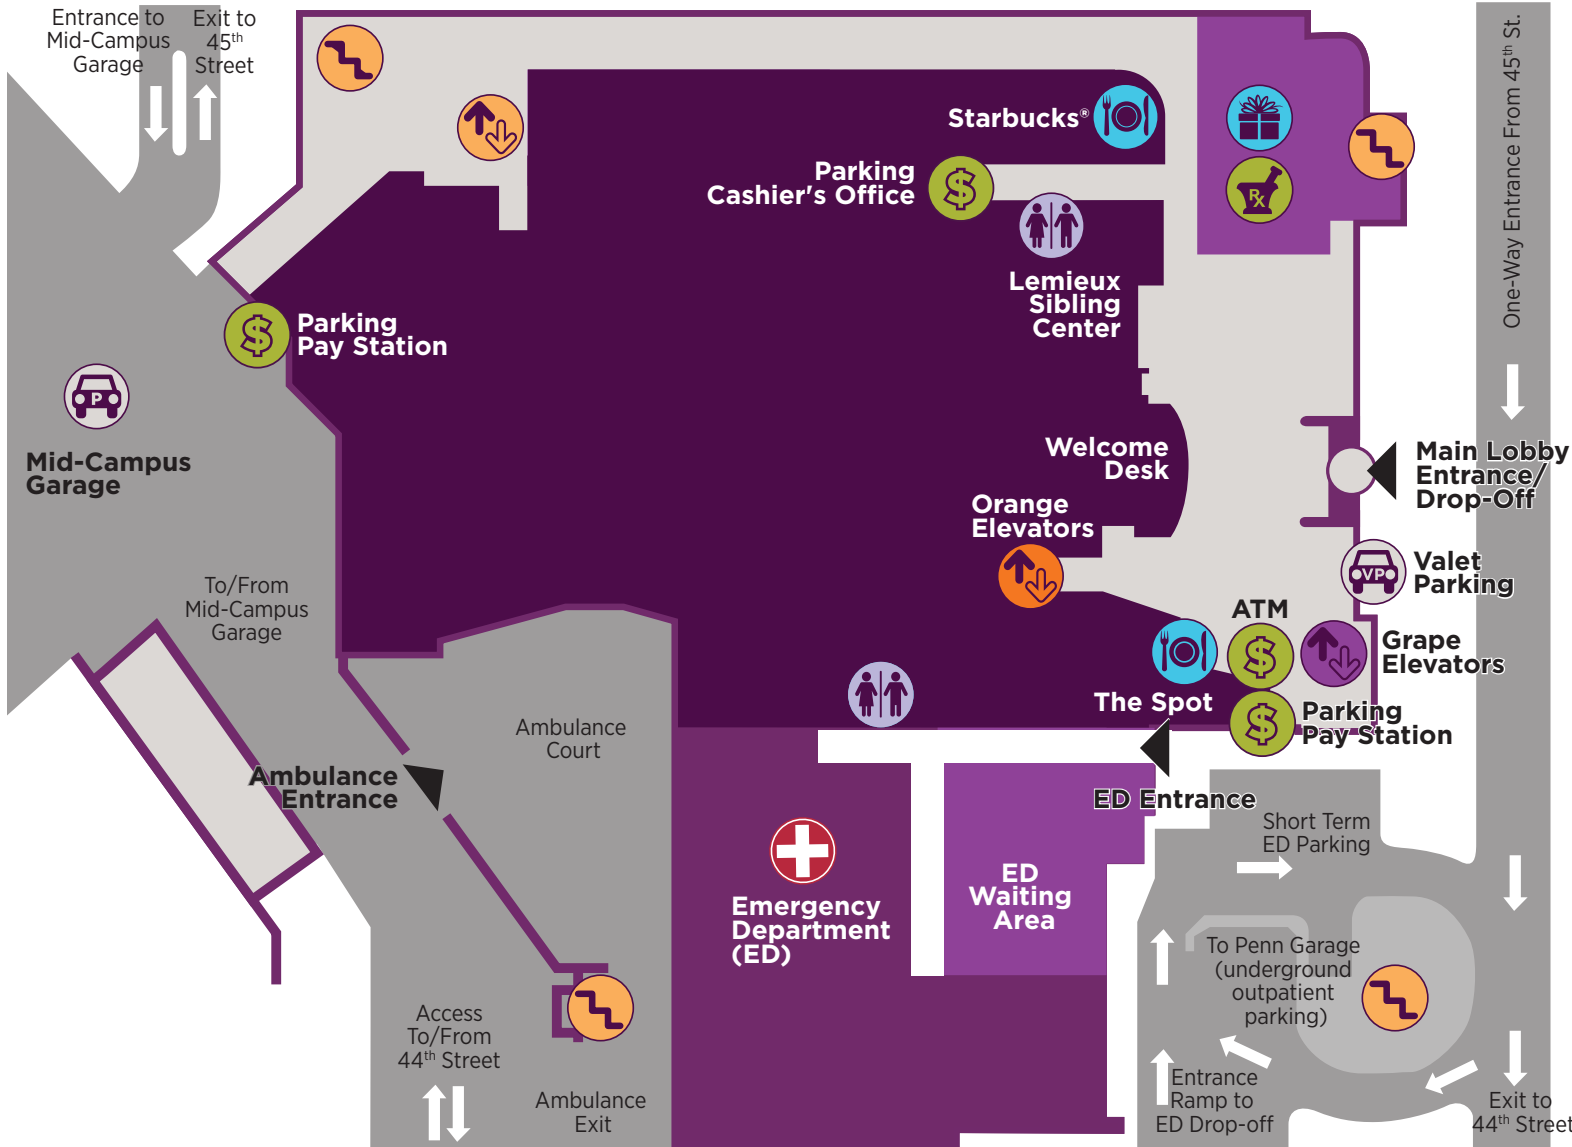 Entrance to
Mid-Campus
Garage
Exit to
45th
Street
Starbucks®
Parking
Cashier's Office
$
RX
Lemieux
Sibling
Center
One-Way Entrance From 45th St.
$
Parking
Pay Station
P
Mid-Campus
Garage
Welcome
Desk
Main Lobby
Entrance/
Drop-Off
Orange
Elevators
VP
Valet
Parking
To/From
Mid-Campus
Garage
ATM
$
Grape
Elevators
The Spot
$
Parking
Pay Station
Ambulance
Court
Ambulance
Entrance
ED Entrance
Short Term
ED Parking
ED
Waiting
Area
Emergency
Department
(ED)
To Penn Garage
(underground
outpatient
parking)
Access
To/From
44th Street
Ambulance
Exit
Entrance
Ramp to
ED Drop-off
Exit to
44th Street